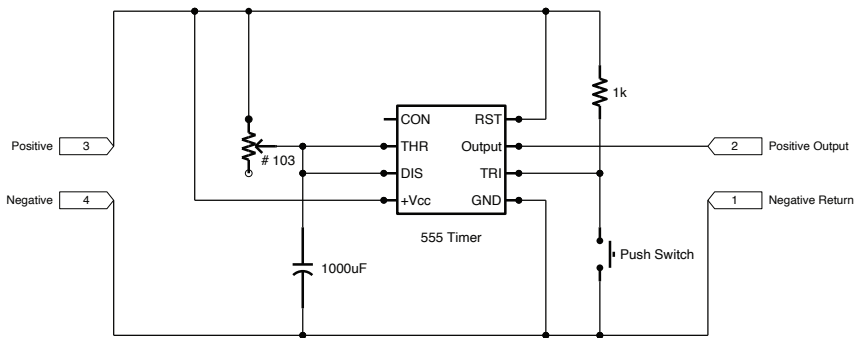 1k
CON RST
Positive 3 # 103 THR Output 2 Positive Output
DIS TRI
Negative 4 +Vcc GND 1 Negative Return
555 Timer
Push Switch
1000uF